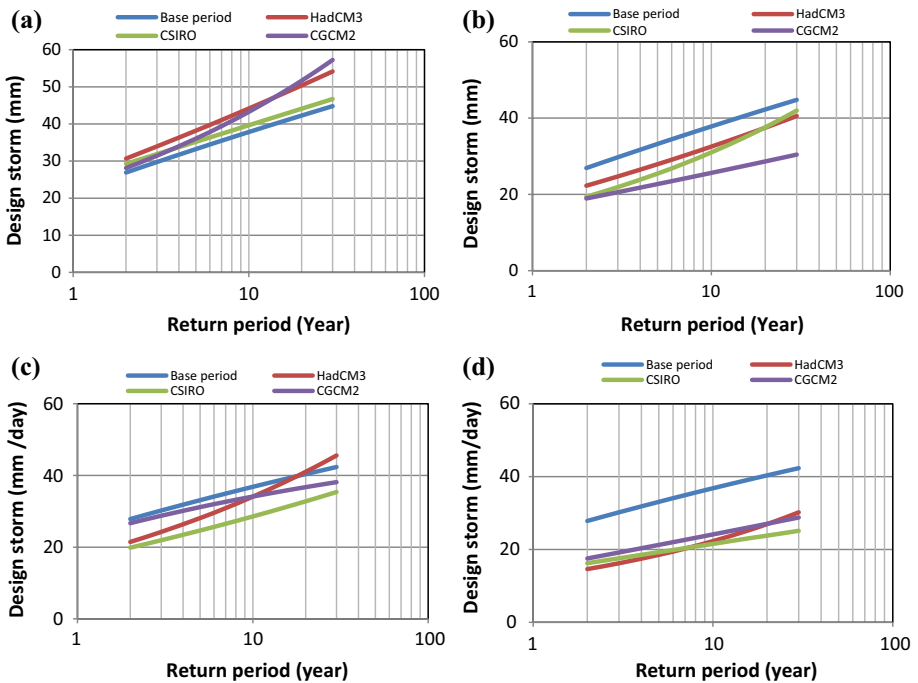 (a)
Base period HadCM3
CSIRO CGCM2
Design storm (mm)
70
60
50
40
30
20
10
0
1 10 100
Return period (Year)
(b)
Base period HadCM3
CSIRO CGCM2
Design storm (mm)
60
40
20
0
1 10 100
Return period (Year)
(c)
Base period HadCM3
CSIRO CGCM2
Design storm (mm /day)
60
40
20
0
1 10 100
Return period (year)
(d)
Base period HadCM3
CSIRO CGCM2
Design storm (mm/day)
60
40
20
0
1 10 100
Return period (year)